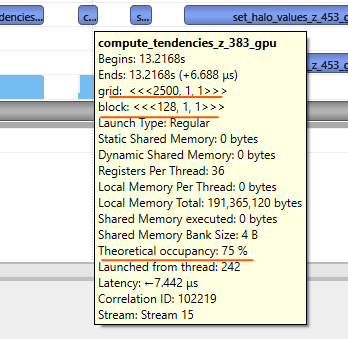 dencies...
c...
s...
set_halo_values_z_453_g
compute_tendencies_z_383_gpu
Begins: 13.2168s
Ends: 13.2168s (+6.688 μs)
grid:  <<<2500, 1, 1>>>
block: <<<128, 1, 1>>>
Launch Type: Regular
Static Shared Memory: 0 bytes
Dynamic Shared Memory: 0 bytes
Registers Per Thread: 36
Local Memory Per Thread: 0 bytes
Local Memory Total: 191,365,120 bytes
Shared Memory executed: 0 bytes
Shared Memory Bank Size: 4 B
Theoretical occupancy: 75 %
Launched from thread: 242
Latency: ←7.442 μs
Correlation ID: 102219
Stream: Stream 15